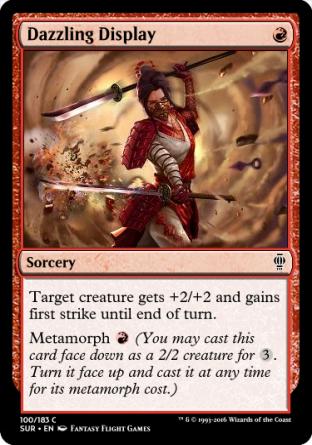 Dazzling Display
Sorcery
Target creature gets +2/+2 and gains
first strike until end of turn.
Metamorph (You may cast this
card face down as a 2/2 creature for 3.
Turn it face up and cast it at any time
for its metamorph cost.)
100/183 C
SUR • EN FANTASY FLIGHT GAMES
™ & © 1993-2016 Wizards of the Coast